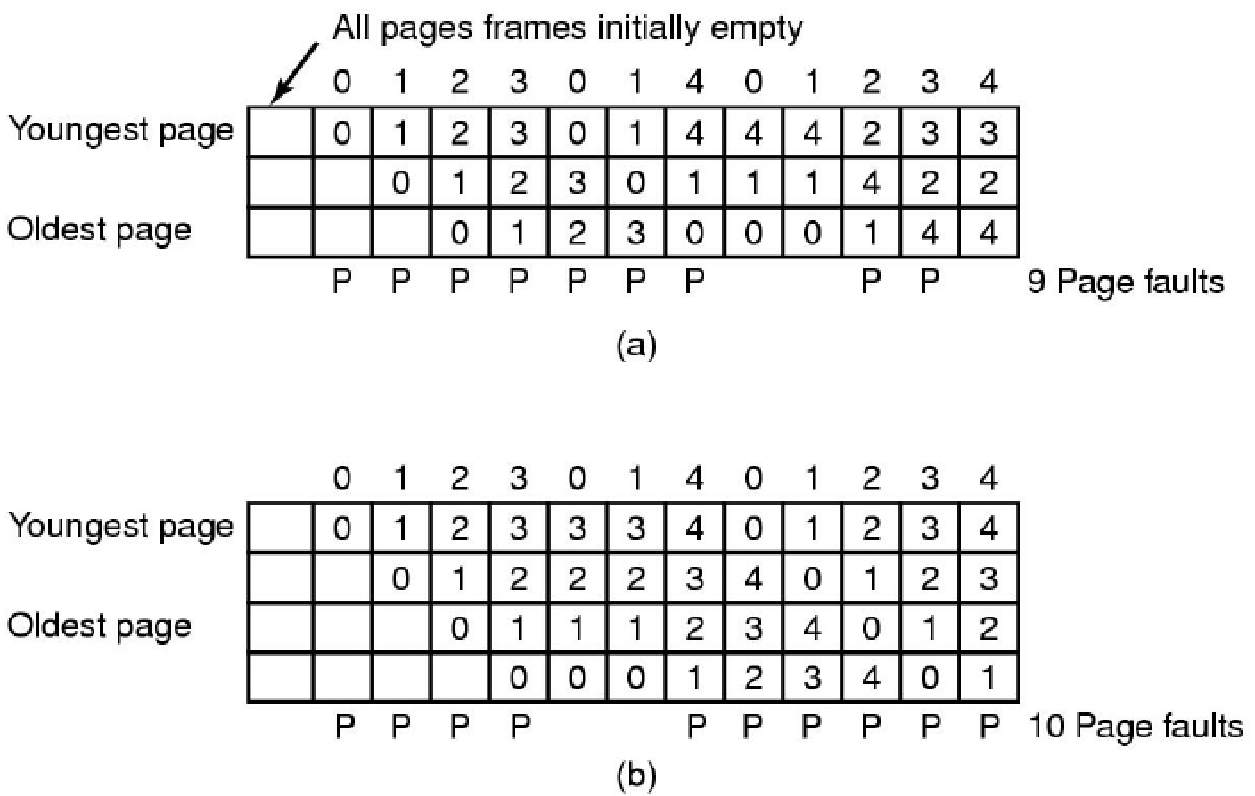 All pages frames initially empty
0 1 2 3 0 1 4 0 1 2 3 4
Youngest page 0 1 2 3 0 1 4 4 4 2 3 3
0 1 2 3 0 1 1 1 4 2 2
Oldest page 0 1 2 3 0 0 0 1 4 4
P P P P P P P P P 9 Page faults
(a)
0 1 2 3 0 1 4 0 1 2 3 4
Youngest page 0 1 2 3 3 3 4 0 1 2 3 4
0 1 2 2 2 3 4 0 1 2 3
Oldest page 0 1 1 1 2 3 4 0 1 2
0 0 0 1 2 3 4 0 1
P P P P P P P P P P 10 Page faults
(b)